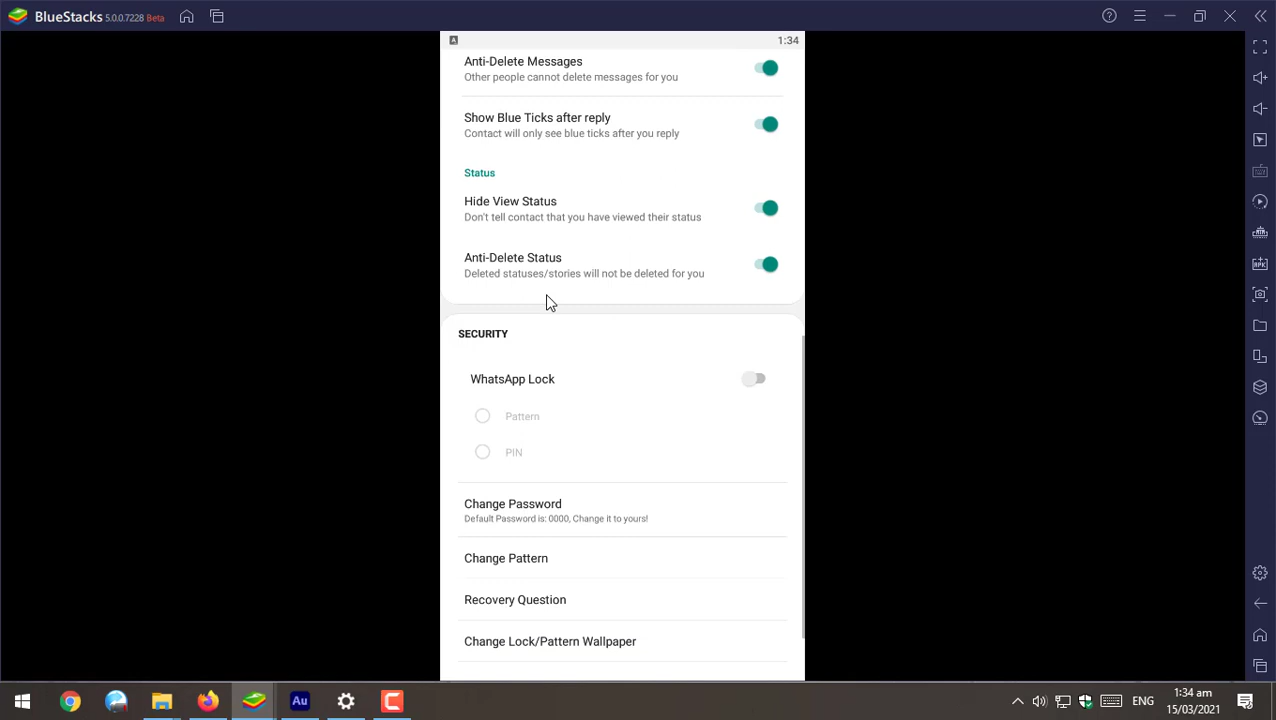 BlueStacks 5.0.0.7228 Beta
1:34
Anti-Delete Messages
Other people cannot delete messages for you
Show Blue Ticks after reply
Contact will only see blue ticks after you reply
Status
Hide View Status
Don't tell contact that you have viewed their status
Anti-Delete Status
Deleted statuses/stories will not be deleted for you
SECURITY
WhatsApp Lock
Pattern
PIN
Change Password
Default Password is: 0000, Change it to yours!
Change Pattern
Recovery Question
Change Lock/Pattern Wallpaper
Au
ENG
1:34 am
15/03/2021